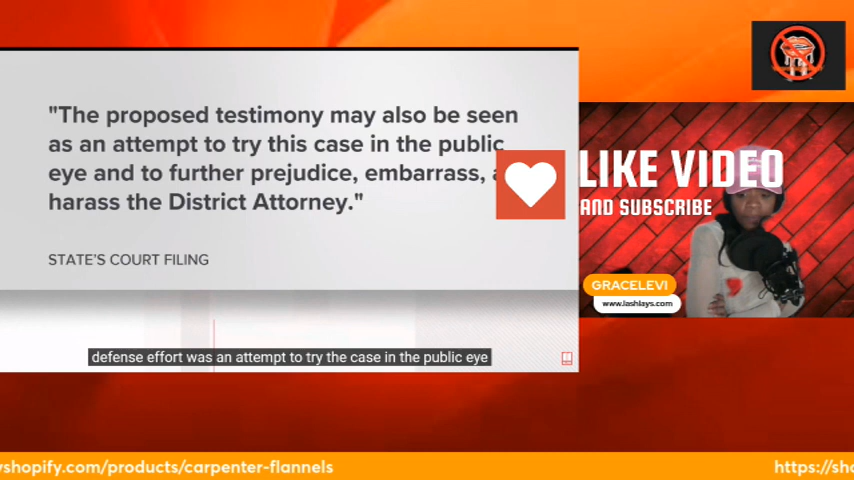 "The proposed testimony may also be seen
as an attempt to try this case in the public
eye and to further prejudice, embarrass,
harass the District Attorney."
STATE'S COURT FILING
defense effort was an attempt to try the case in the public eye
LIKE VIDEO
AND SUBSCRIBE
GRACELEVI
www.lashlays.com
yshopify.com/products/carpenter-flannels
https://sho